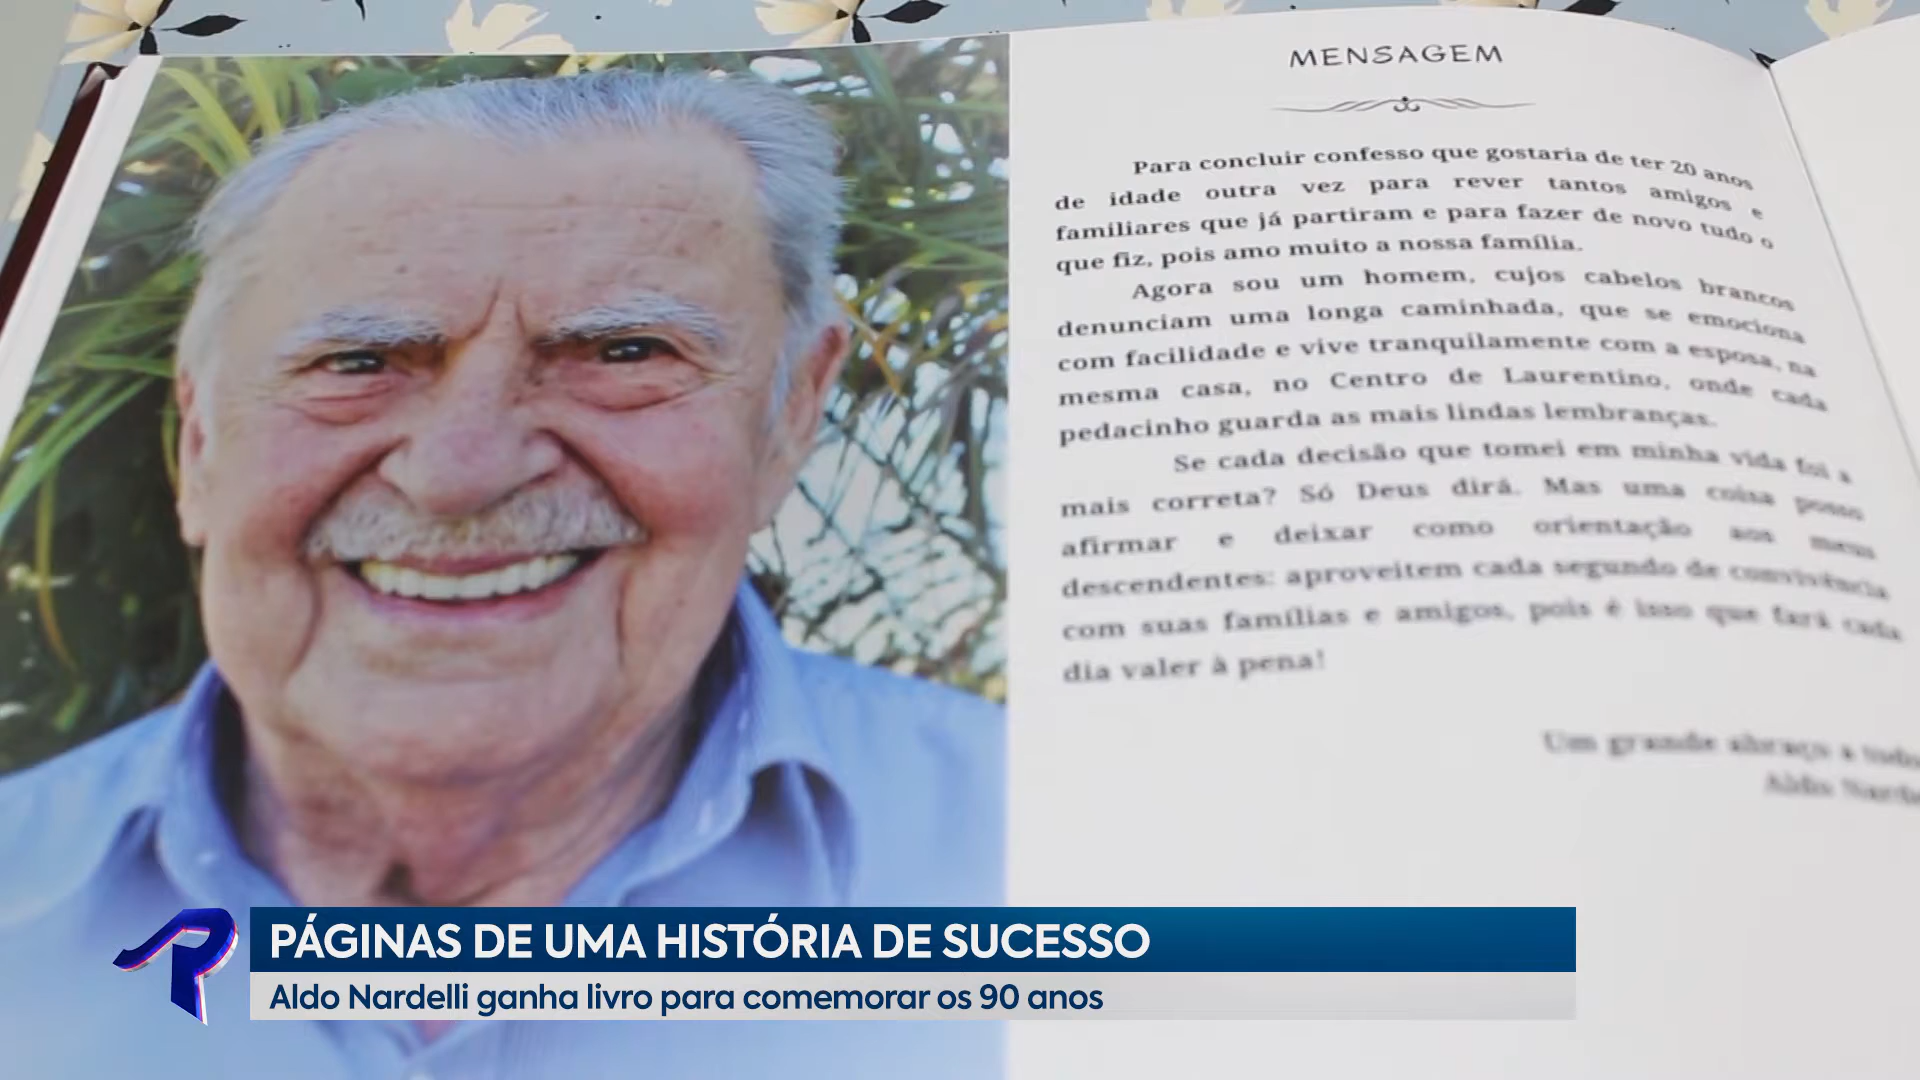 MENSAGEM
Para concluir confesso que gostaria de ter 20 anos
de idade outra vez para rever tantos amigos e
familiares que já partiram e para fazer de novo tudo o
que fiz, pois amo muito a nossa família.
Agora sou um homem, cujos cabelos brancos
denunciam uma longa caminhada, que se emociona
com facilidade e vive tranquilamente com a esposa, na
mesma casa, no Centro de Laurentino, onde cada
pedacinho guarda as mais lindas lembranças.
Se cada decisão que tomei em minha vida foi a
mais correta? Só Deus dirá. Mas uma coisa posso
afirmar e deixar como orientação aos meus
descendentes: aproveitem cada segundo de convivência
com suas famílias e amigos, pois é isso que fará cada
dia valer à pena!
Um grande abraço a
Aldo
PÁGINAS DE UMA HISTÓRIA DE SUCESSO
Aldo Nardelli ganha livro para comemorar os 90 anos